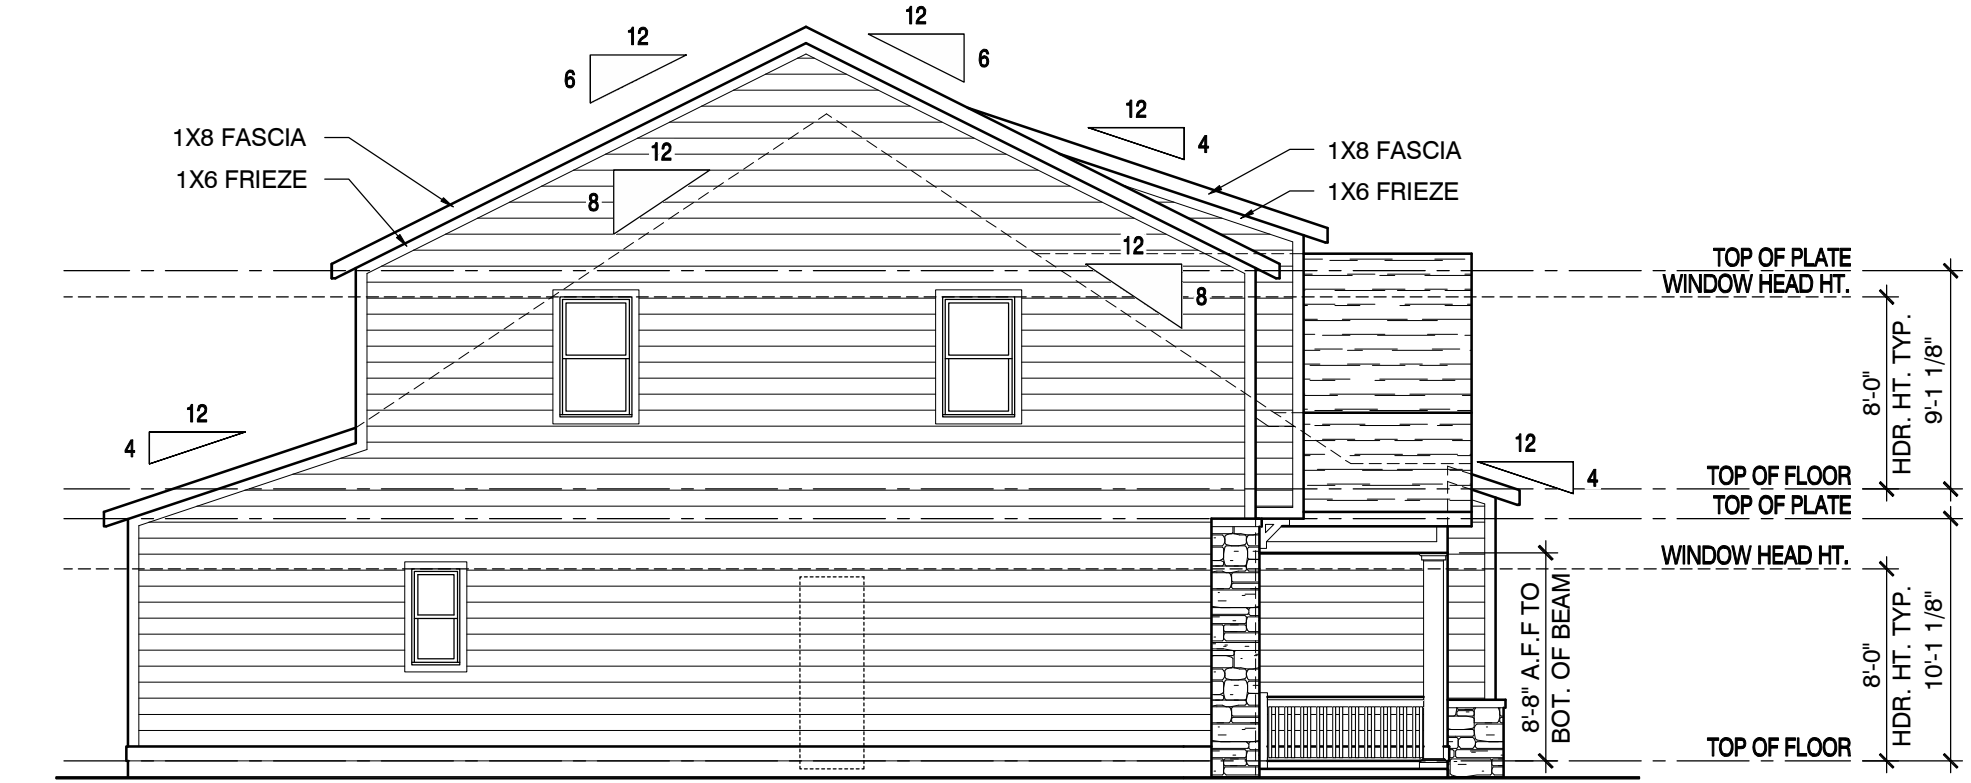 12
12
6
6
12
4
1X8 FASCIA
1X6 FRIEZE
12
8
1X8 FASCIA
1X6 FRIEZE
12
8
TOP OF PLATE
WINDOW HEAD HT.
8'-0"
HDR. HT. TYP.
9'-1 1/8"
12
4
12
4
TOP OF FLOOR
TOP OF PLATE
WINDOW HEAD HT.
8'-8" A.F.F TO
BOT. OF BEAM
8'-0"
HDR. HT. TYP.
10'-1 1/8"
TOP OF FLOOR